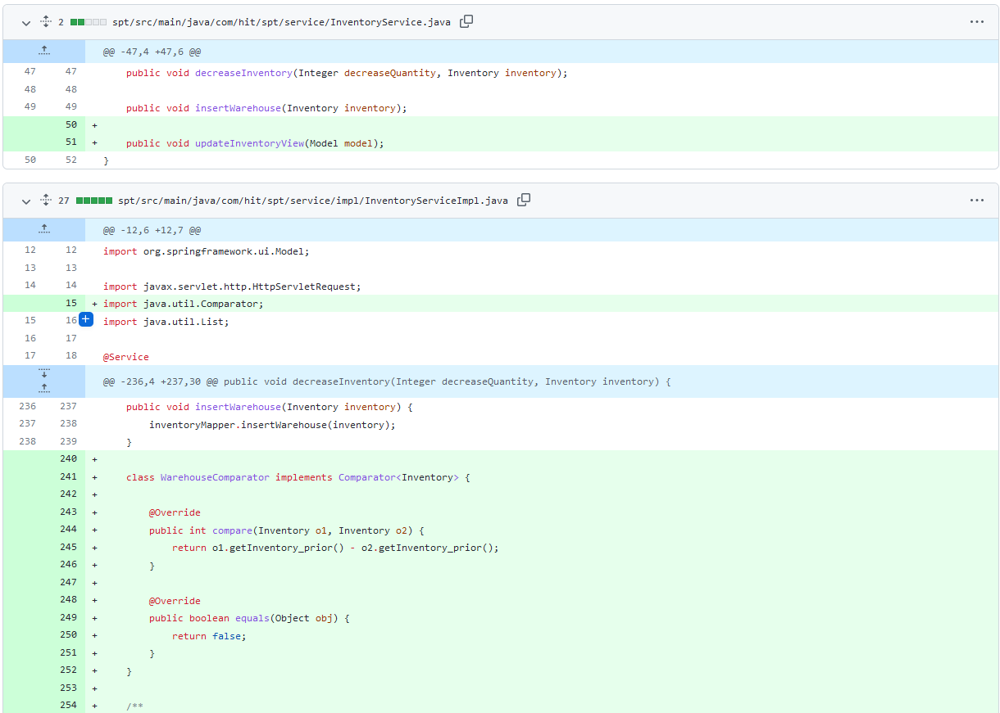 2 spt/src/main/java/com/hit/spt/service/InventoryService.java
@@ -47,4 +47,6 @@
47 47 public void decreaseInventory(Integer decreaseQuantity, Inventory inventory);
48 48
49 49 public void insertWarehouse(Inventory inventory);
50 +
51 + public void updateInventoryView(Model model);
50 52 }
27 spt/src/main/java/com/hit/spt/service/impl/InventoryServiceImpl.java
@@ -12,6 +12,7 @@
12 12 import org.springframework.ui.Model;
13 13
14 14 import javax.servlet.http.HttpServletRequest;
15 + import java.util.Comparator;
15 16 import java.util.List;
16 17
17 18 @Service
@@ -236,4 +237,30 @@ public void decreaseInventory(Integer decreaseQuantity, Inventory inventory) {
236 237 public void insertWarehouse(Inventory inventory) {
237 238 inventoryMapper.insertWarehouse(inventory);
238 239 }
240 +
241 + class WarehouseComparator implements Comparator<Inventory> {
242 +
243 + @Override
244 + public int compare(Inventory o1, Inventory o2) {
245 + return o1.getInventory_prior() - o2.getInventory_prior();
246 + }
247 +
248 + @Override
249 + public boolean equals(Object obj) {
250 + return false;
251 + }
252 + }
253 +
254 + /**